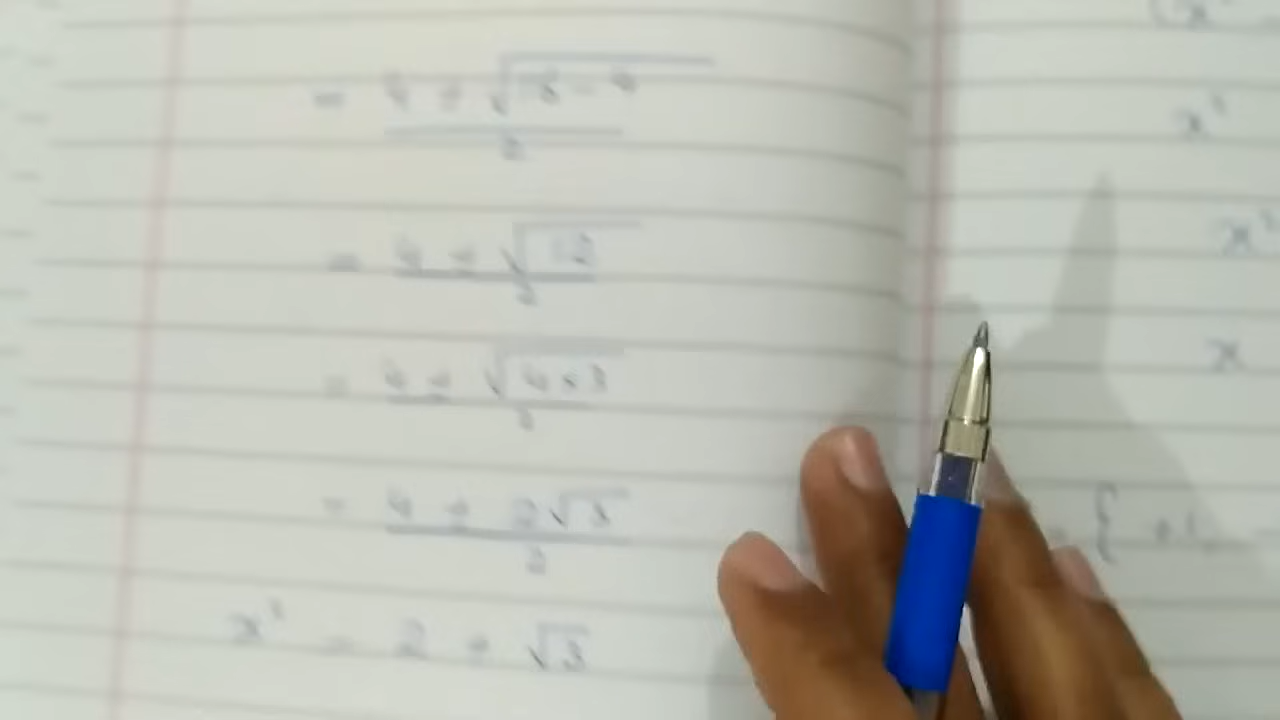 = 4 ± √16 - 4 / 2
= 4 ± √12 / 2
= 4 ± √4 × 3 / 2
= 4 ± 2√3 / 2
x² = 2 ± √3
x²
x²
x
= { ±1,